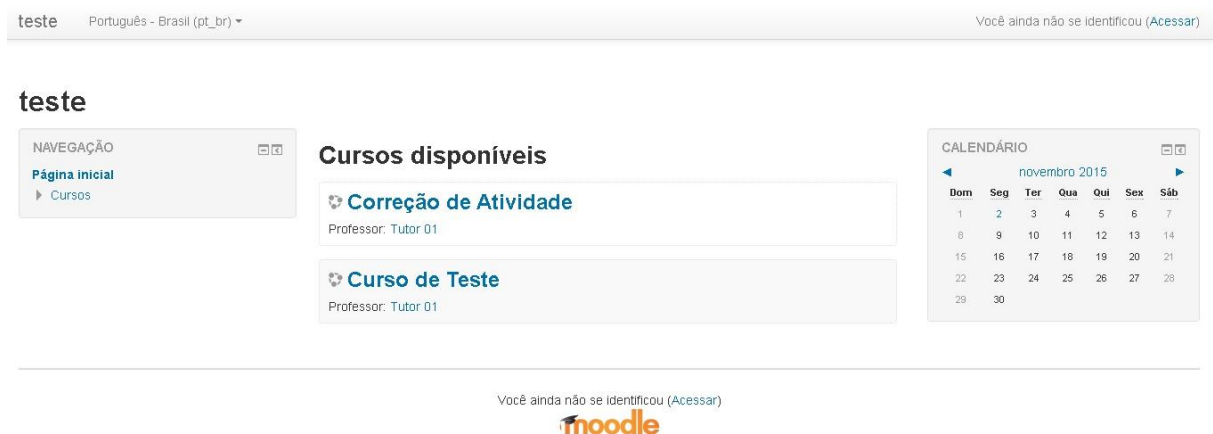 teste Português - Brasil (pt_br)
Você ainda não se identificou (Acessar)
teste
NAVEGAÇÃO
Página inicial
Cursos
Cursos disponíveis
Correção de Atividade
Professor: Tutor 01
Curso de Teste
Professor: Tutor 01
CALENDÁRIO
novembro 2015
Dom Seg Ter Qua Qui Sex Sáb
1 2 3 4 5 6 7
8 9 10 11 12 13 14
15 16 17 18 19 20 21
22 23 24 25 26 27 28
29 30
Você ainda não se identificou (Acessar)
moodle